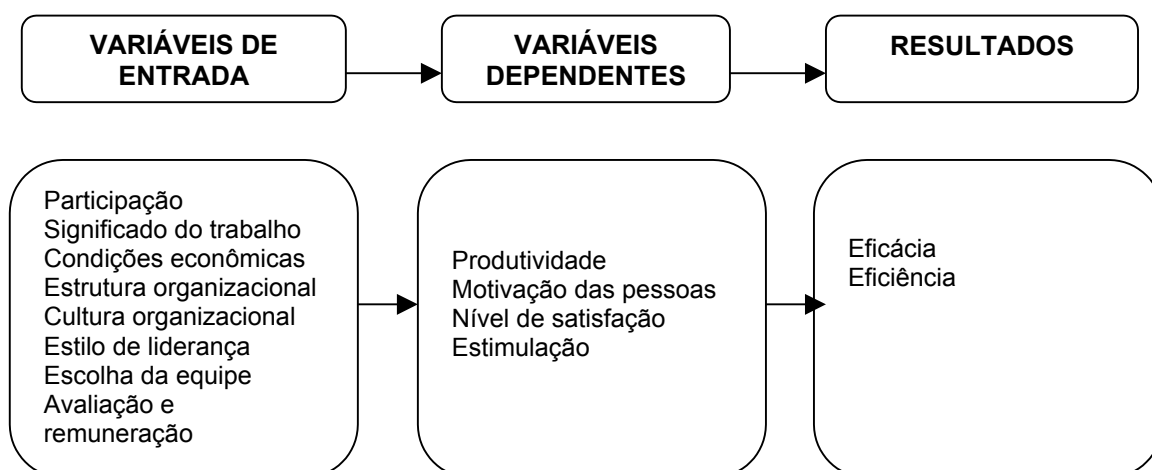 VARIÁVEIS DE
ENTRADA
VARIÁVEIS
DEPENDENTES
RESULTADOS
Participação
Significado do trabalho
Condições econômicas
Estrutura organizacional
Cultura organizacional
Estilo de liderança
Escolha da equipe
Avaliação e
remuneração
Produtividade
Motivação das pessoas
Nível de satisfação
Estimulação
Eficácia
Eficiência